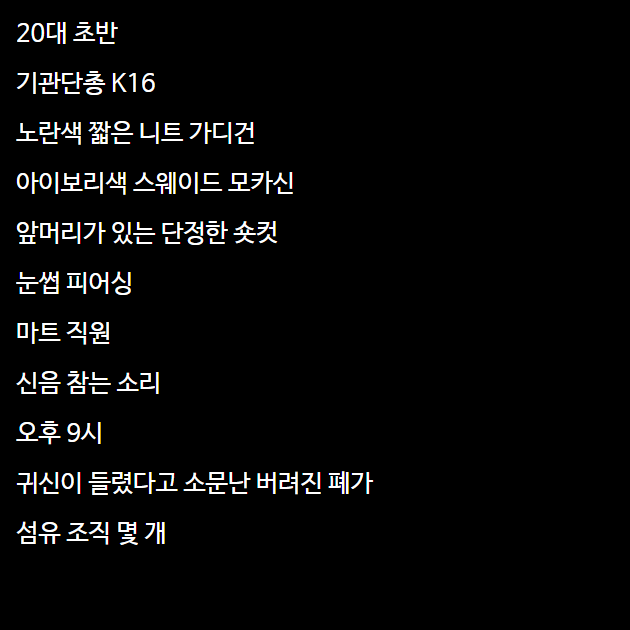 20대 초반
기관단총 K16
노란색 짧은 니트 가디건
아이보리색 스웨이드 모카신
앞머리가 있는 단정한 숏컷
눈썹 피어싱
마트 직원
신음 참는 소리
오후 9시
귀신이 들렸다고 소문난 버려진 폐가
섬유 조직 몇 개